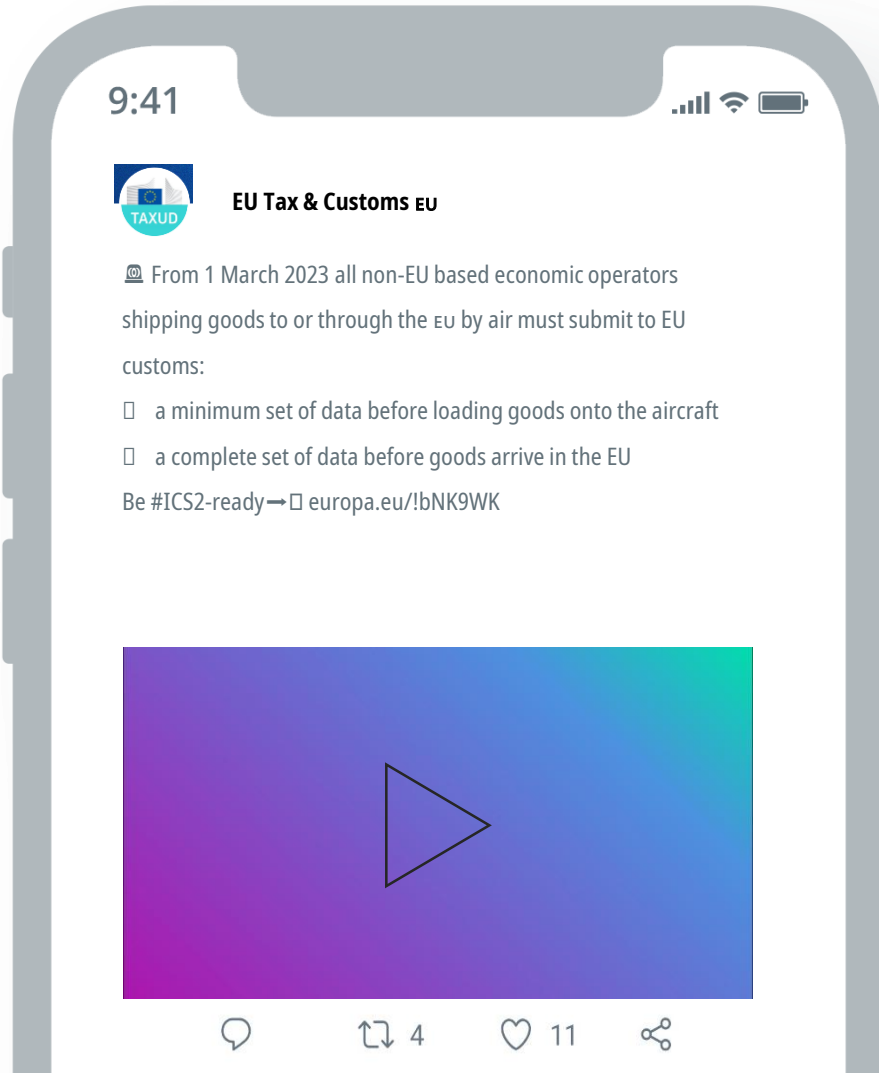 9:41
TAXUD
EU Tax & Customs EU
🚨 From 1 March 2023 all non-EU based economic operators
shipping goods to or through the EU by air must submit to EU
customs:
▯ a minimum set of data before loading goods onto the aircraft
▯ a complete set of data before goods arrive in the EU
Be #ICS2-ready➞▯ europa.eu/!bNK9WK
4 11